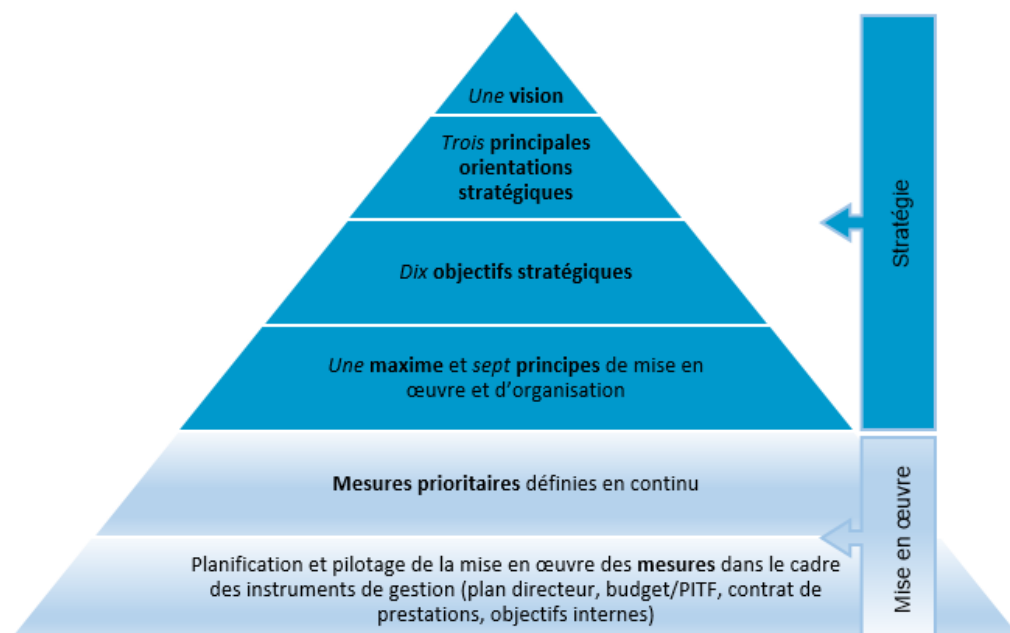 Une vision
Trois principales
orientations
stratégiques
Dix objectifs stratégiques
Une maxime et sept principes de mise en
œuvre et d'organisation
Stratégie
Mesures prioritaires définies en continu
Planification et pilotage de la mise en œuvre des mesures dans le cadre
des instruments de gestion (plan directeur, budget/PITF, contrat de
prestations, objectifs internes)
Mise en œuvre